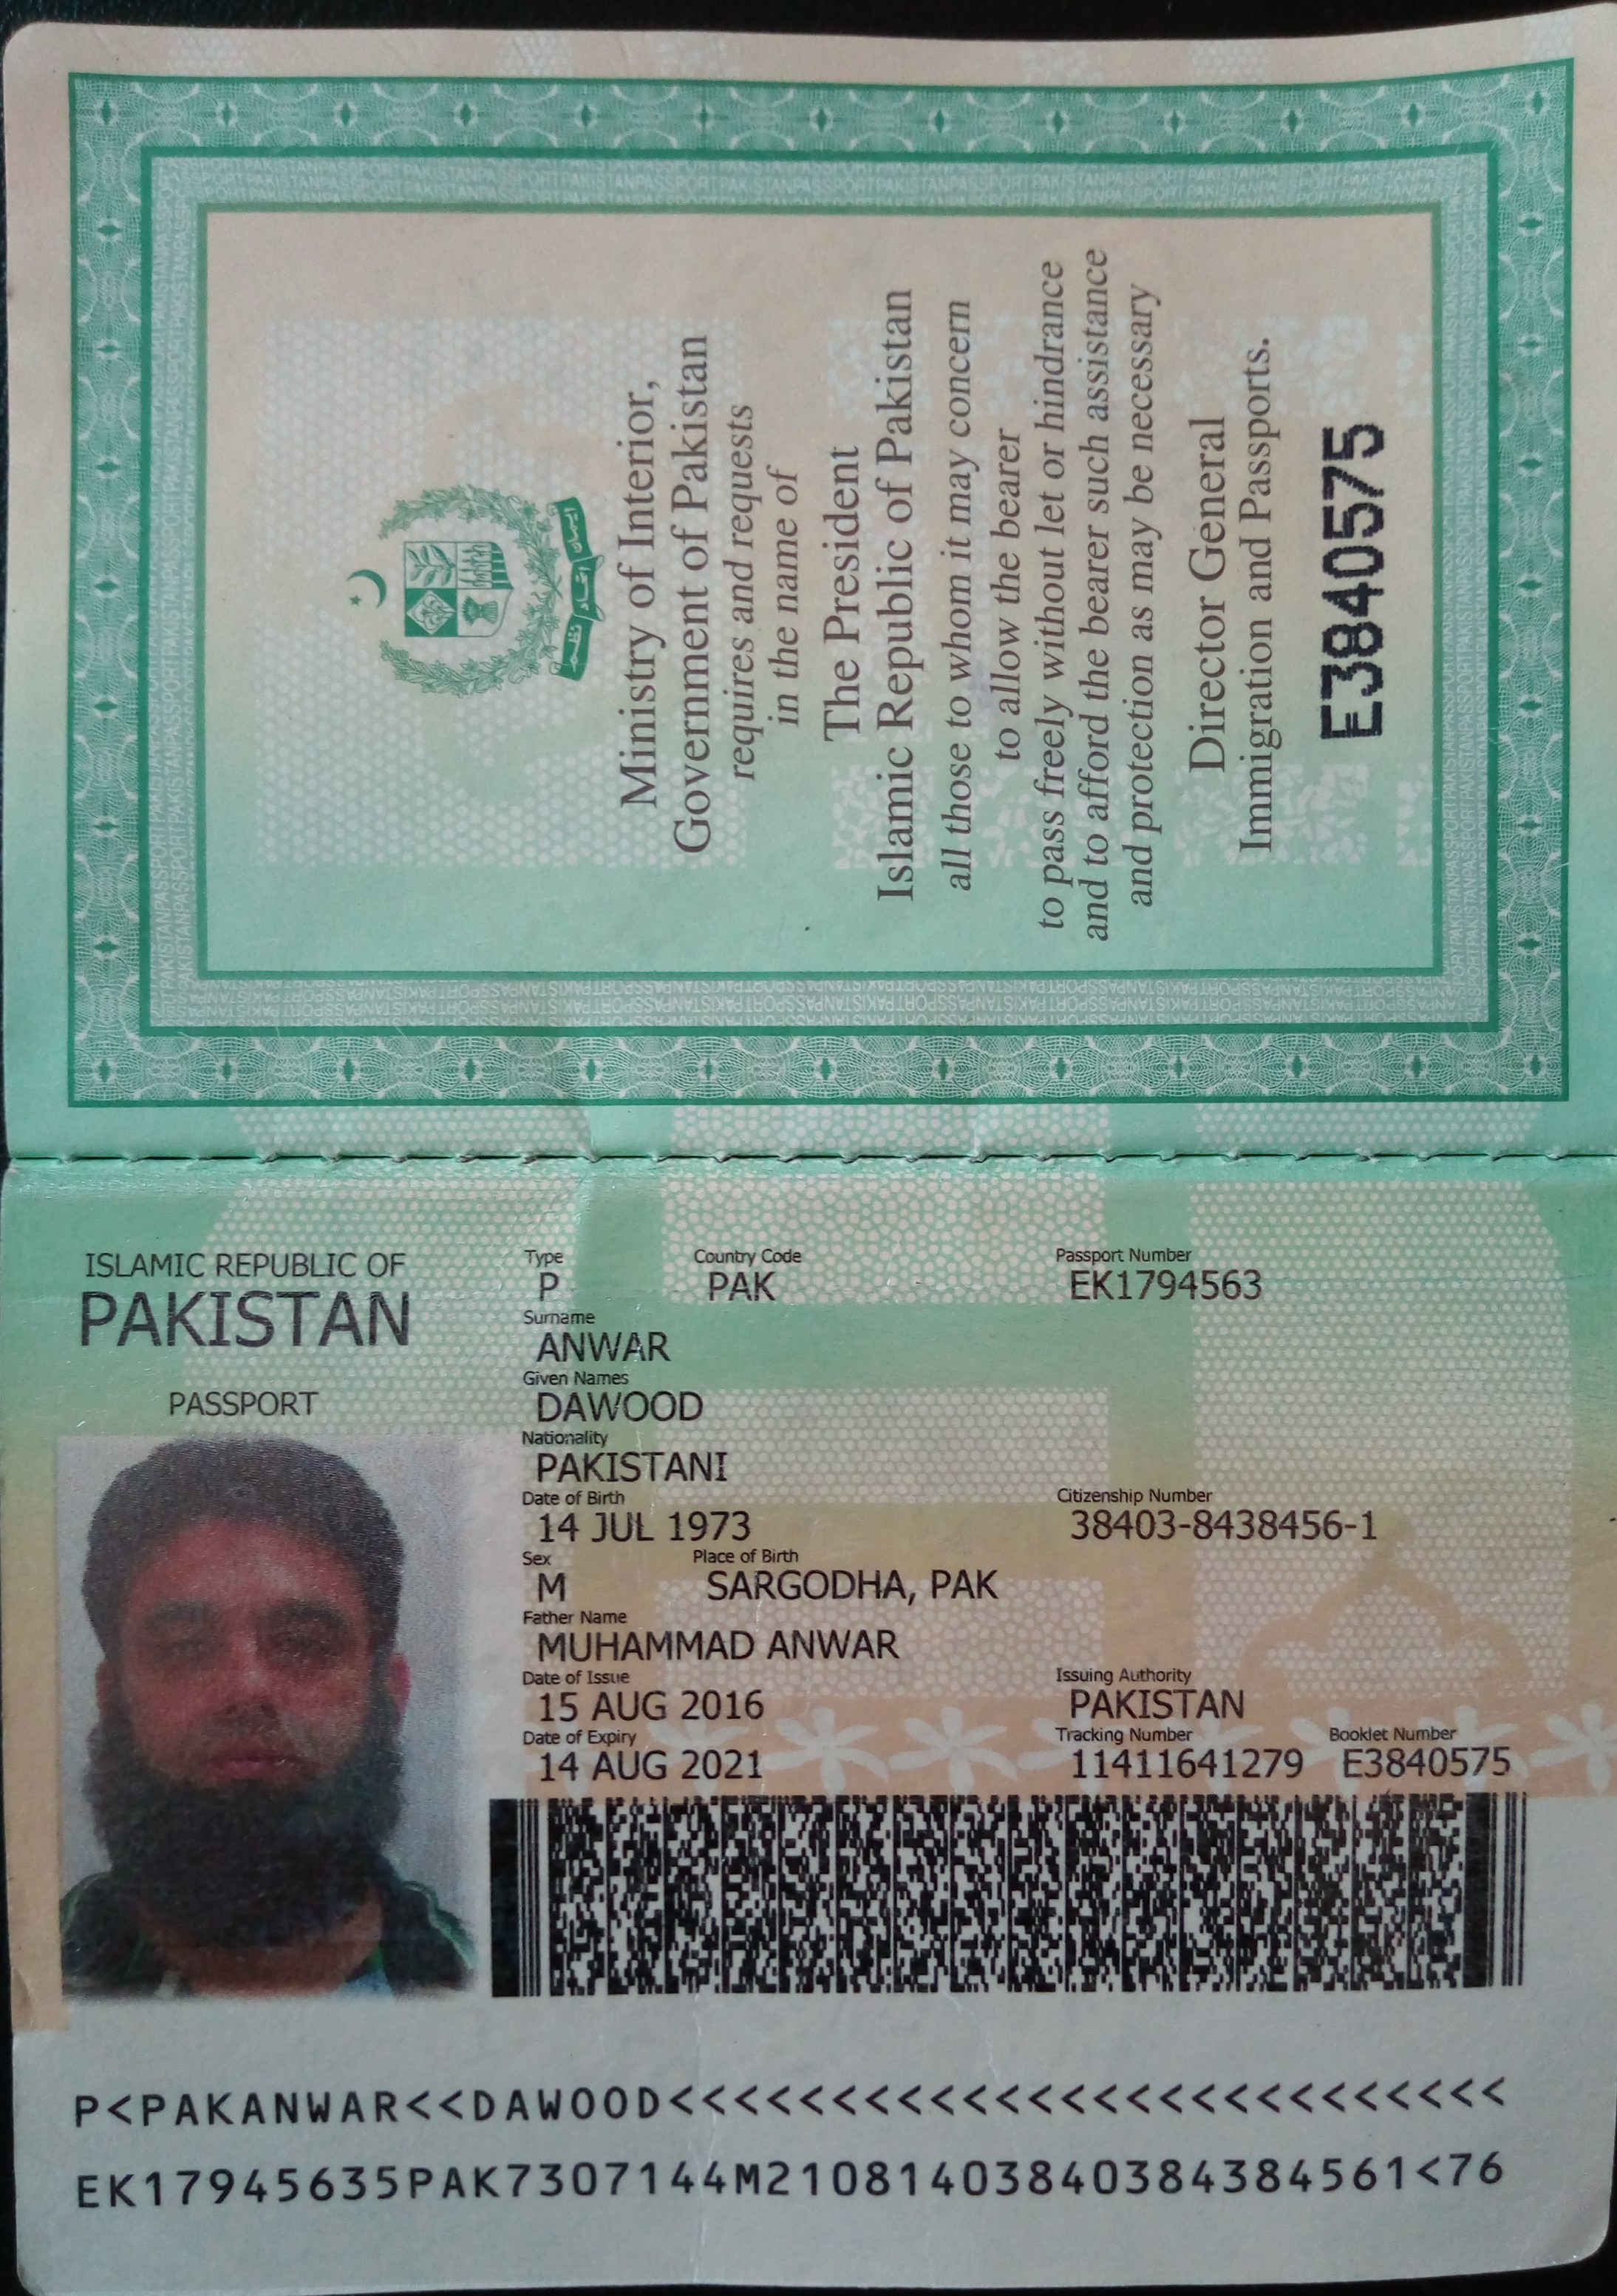 Ministry of Interior,
Government of Pakistan
requires and requests
in the name of
The President
Islamic Republic of Pakistan
all those to whom it may concern
to allow the bearer
to pass freely without let or hindrance
and to afford the bearer such assistance
and protection as may be necessary
Director General
Immigration and Passports.
E3840575
ISLAMIC REPUBLIC OF
PAKISTAN
PASSPORT
Type Country Code Passport Number
P PAK EK1794563
Surname
ANWAR
Given Names
DAWOOD
Nationality
PAKISTANI
Date of Birth Citizenship Number
14 JUL 1973 38403-8438456-1
Sex Place of Birth
M SARGODHA, PAK
Father Name
MUHAMMAD ANWAR
Date of Issue Issuing Authority
15 AUG 2016 PAKISTAN
Date of Expiry Tracking Number Booklet Number
14 AUG 2021 11411641279 E3840575
P<PAKANWAR<<DAWOOD<<<<<<<<<<<<<<<<<<<<<<<<<<
EK17945635PAK7307144M21081403840384384561<76